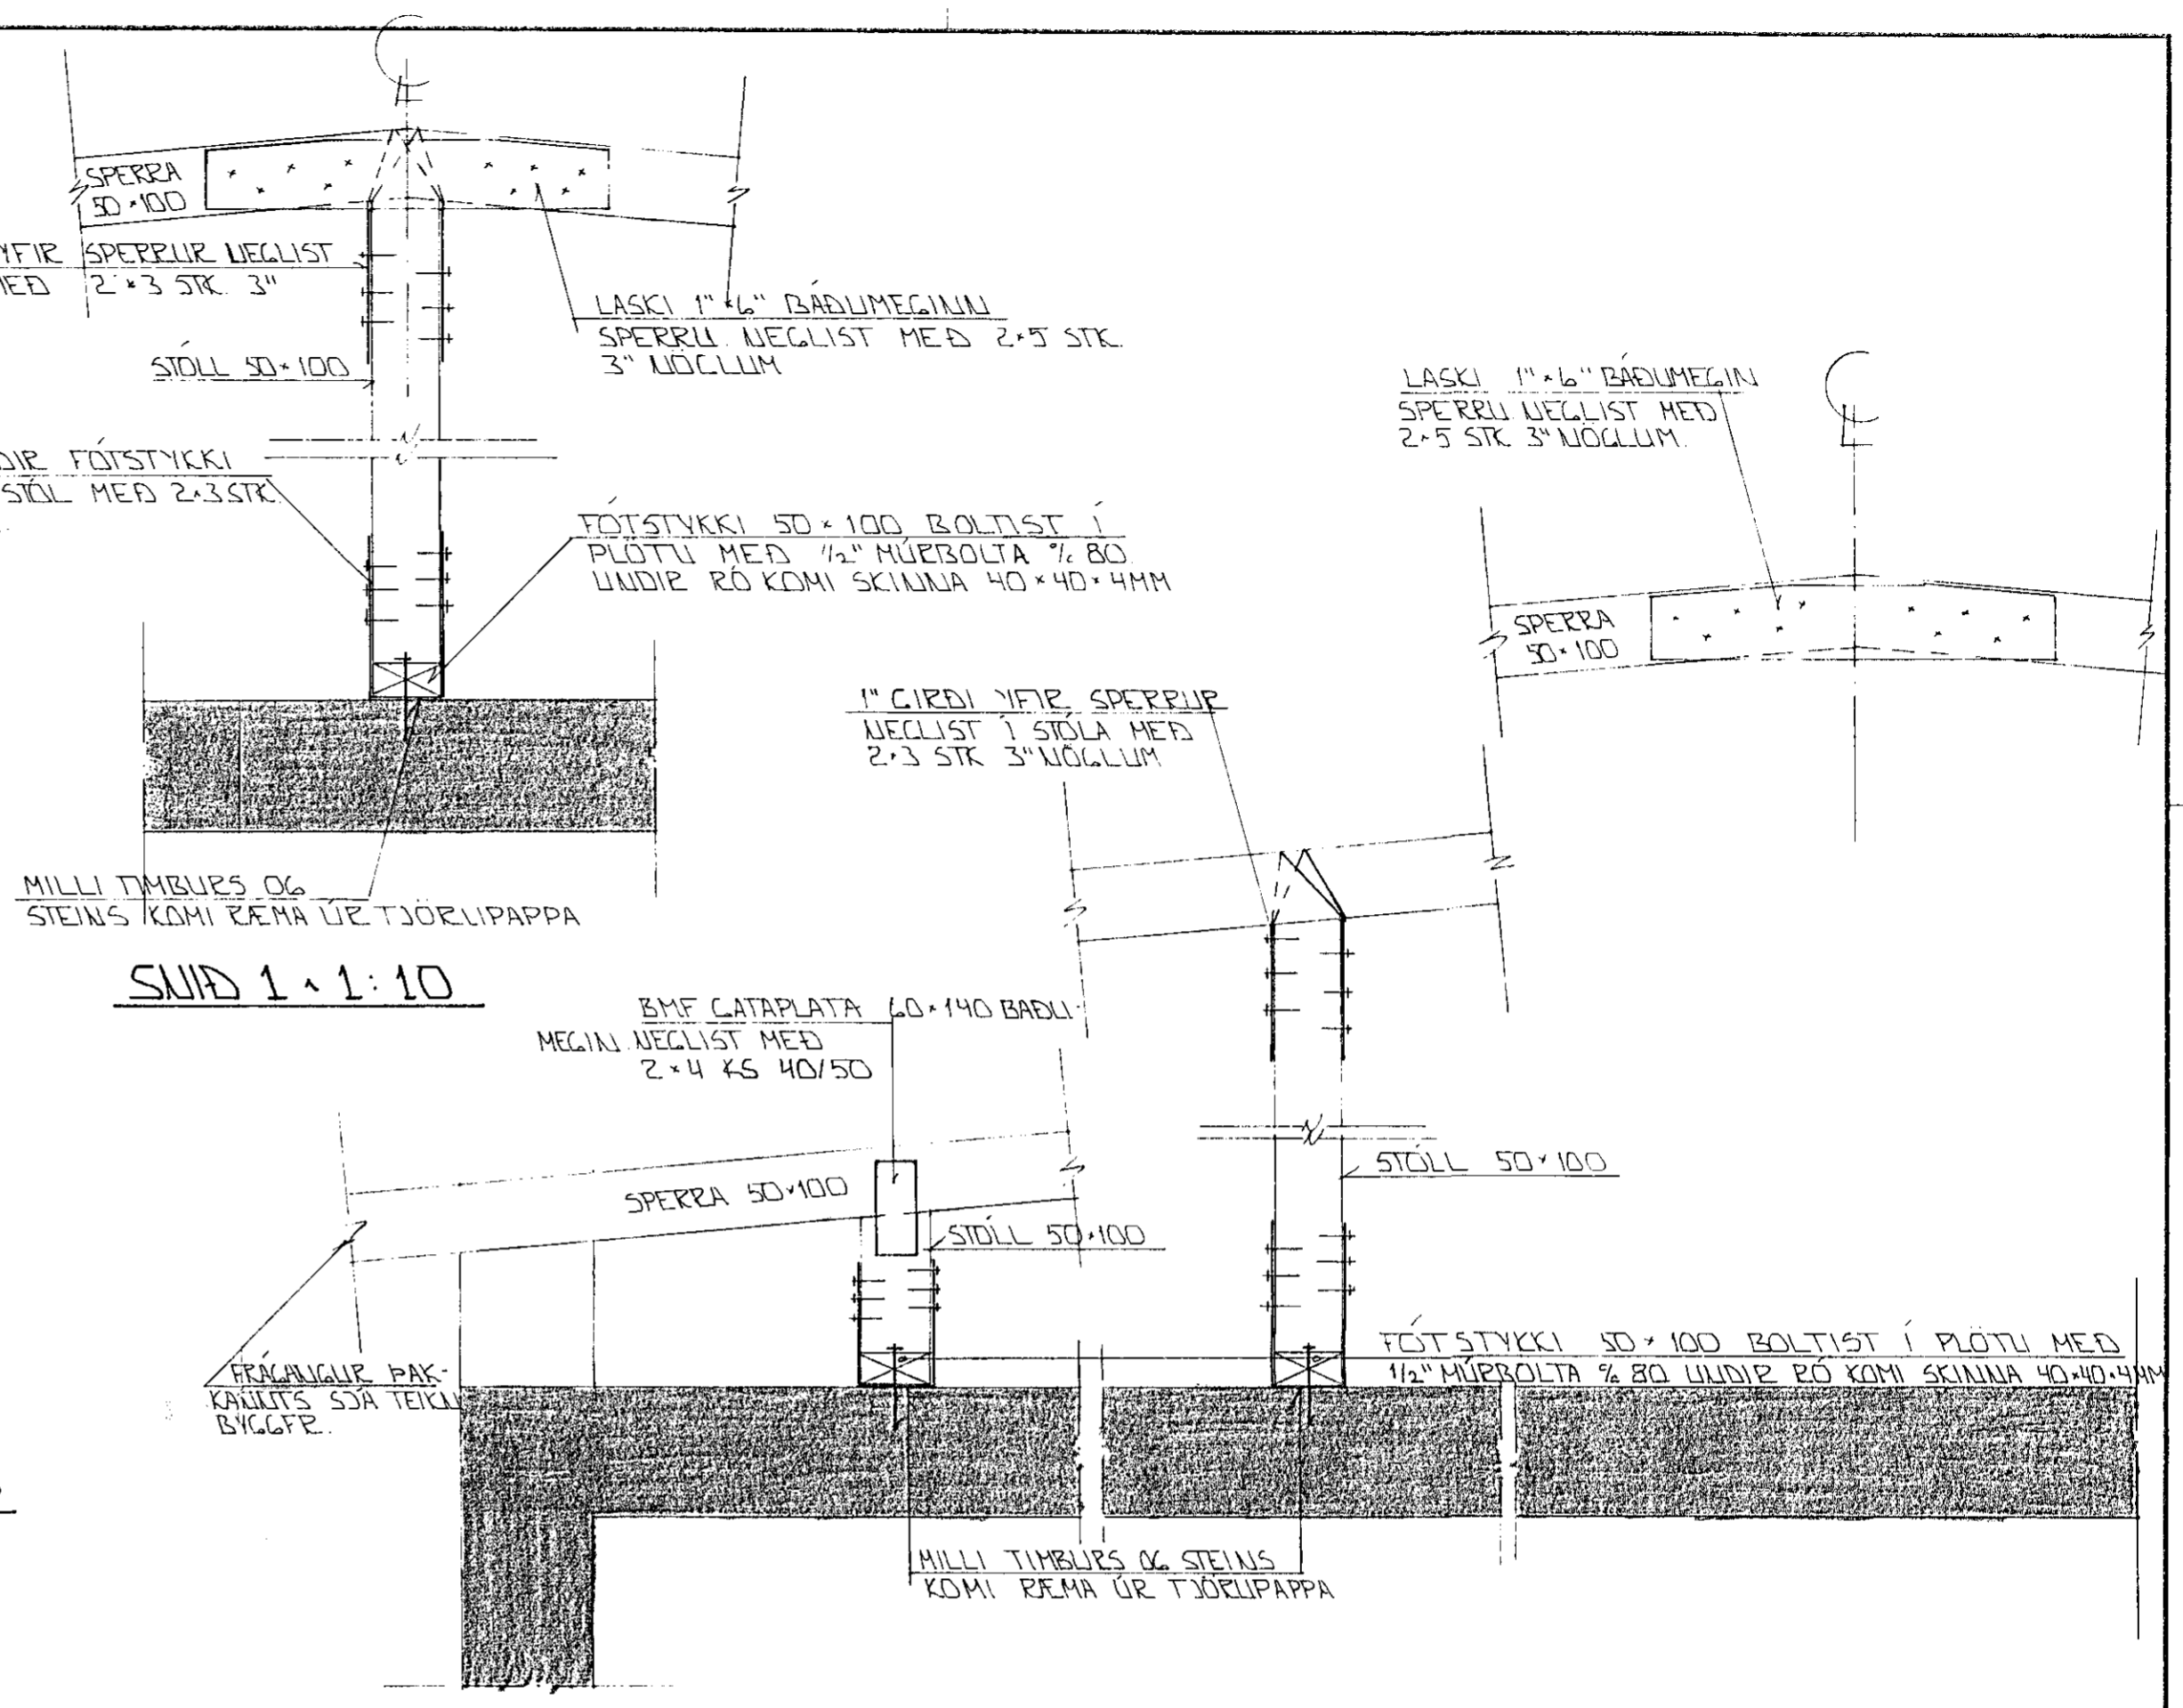 SPERRA
50×100
YFIR SPERRUR NEGLIST
MEÐ 2×3 STK. 3"
LASKI 1"×6" BÁÐUMEGINN
SPERRU NEGLIST MEÐ 2×5 STK.
3" NÖGLUM
STÓLL 50×100
FÓTSTYKKI
STÓL MEÐ 2×3 STK.
FÓTSTYKKI 50×100 BOLTIST Í
PLÖTU MEÐ 1/2" MÚRBOLTA % 80
UNDIR RÓ KOMI SKINNA 40×40×4MM
MILLI TIMBURS OG
STEINS KOMI RÆMA ÚR TJÖRUPAPPA
SNIÐ 1 ^ 1:10
LASKI 1"×6" BÁÐUMEGIN
SPERRU NEGLIST MEÐ
2×5 STK 3" NÖGLUM.
SPERRA
50×100
1" GIRÐI YFIR SPERRUR
NEGLIST Í STÓLA MEÐ
2×3 STK 3" NÖGLUM
BMF GATAPLATA 60×140 BAÐU-
MEGIN NEGLIST MEÐ
2×4 KS 40/50
SPERRA 50×100
STÓLL 50×100
STÓLL 50×100
FÓTSTYKKI 50×100 BOLTIST Í PLÖTU MEÐ
1/2" MÚRBOLTA % 80 UNDIR RÓ KOMI SKINNA 40×40×4MM
FRÁGANGUR ÞAK-
KANNTS SJÁ TEIKN
BYGGFR.
MILLI TIMBURS OG STEINS
KOMI RÆMA ÚR TJÖRUPAPPA